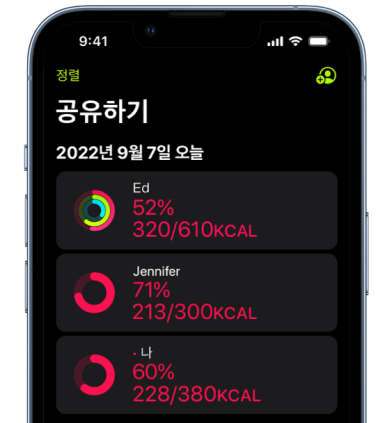 9:41
정렬
공유하기
2022년 9월 7일 오늘
Ed
52%
320/610KCAL
Jennifer
71%
213/300KCAL
• 나
60%
228/380KCAL